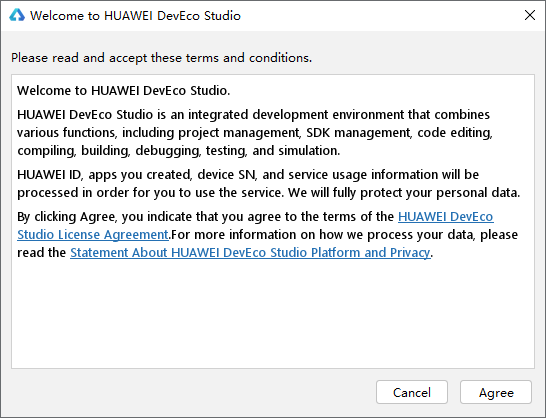 Welcome to HUAWEI DevEco Studio
Please read and accept these terms and conditions.
Welcome to HUAWEI DevEco Studio.
HUAWEI DevEco Studio is an integrated development environment that combines
various functions, including project management, SDK management, code editing,
compiling, building, debugging, testing, and simulation.
HUAWEI ID, apps you created, device SN, and service usage information will be
processed in order for you to use the service. We will fully protect your personal data.
By clicking Agree, you indicate that you agree to the terms of the HUAWEI DevEco
Studio License Agreement.For more information on how we process your data, please
read the Statement About HUAWEI DevEco Studio Platform and Privacy.
Cancel
Agree